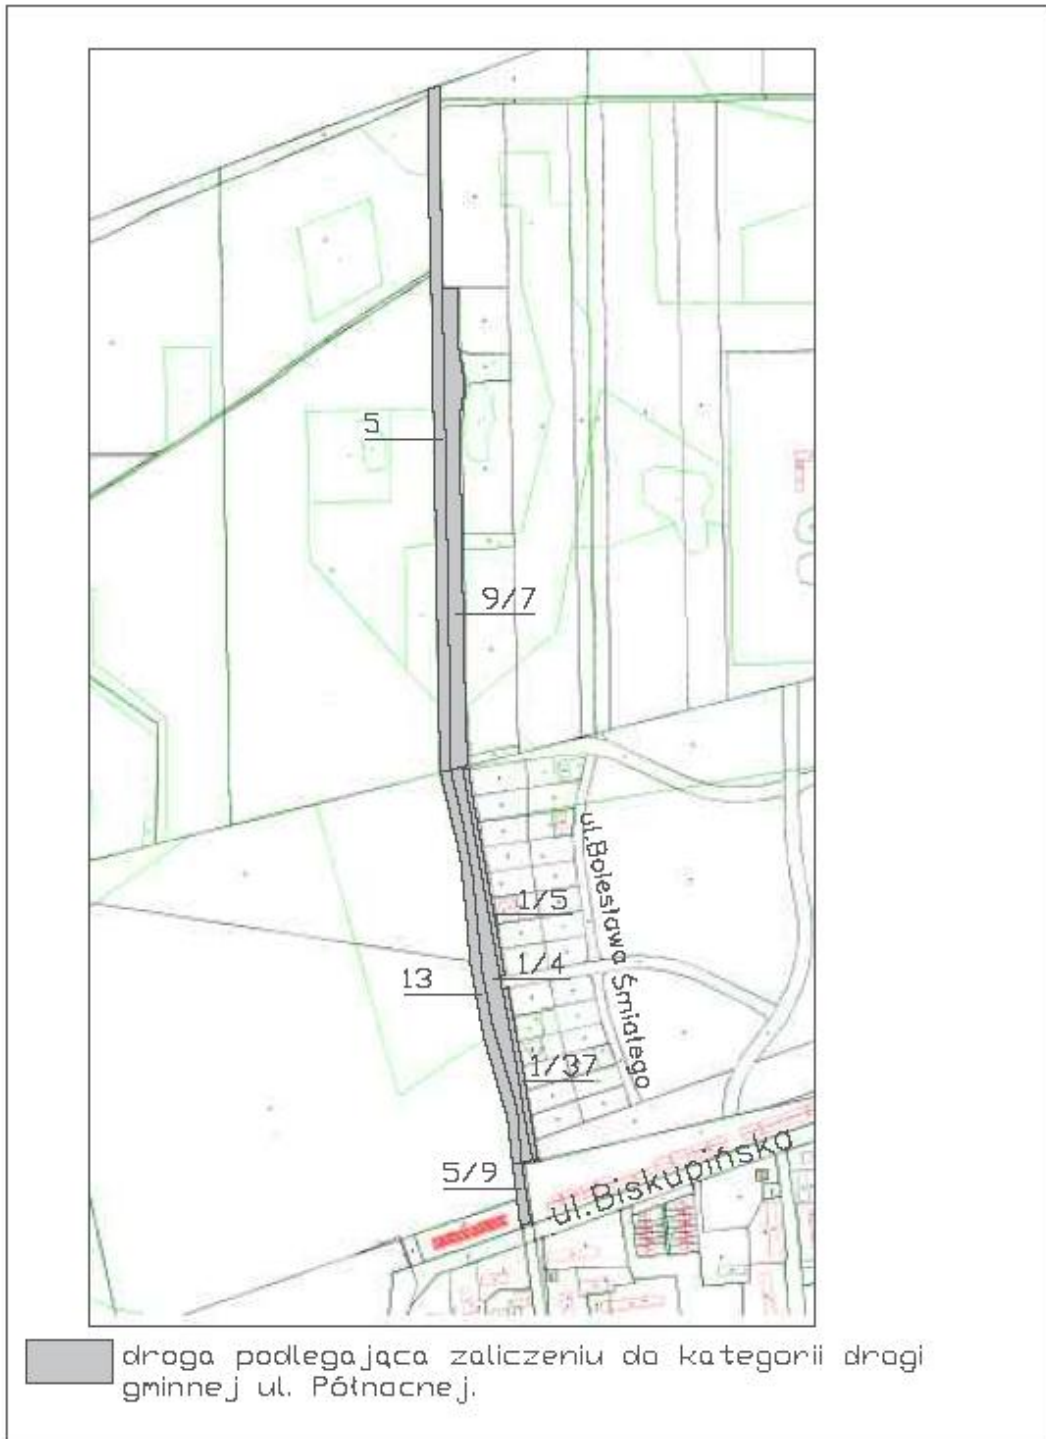 5
9/7
ul.Bolesława Śmiałego
1/5
1/4
13
1/37
5/9
ul.Biskupińska
droga podlegająca zaliczeniu do kategorii drogi
gminnej ul. Północnej.